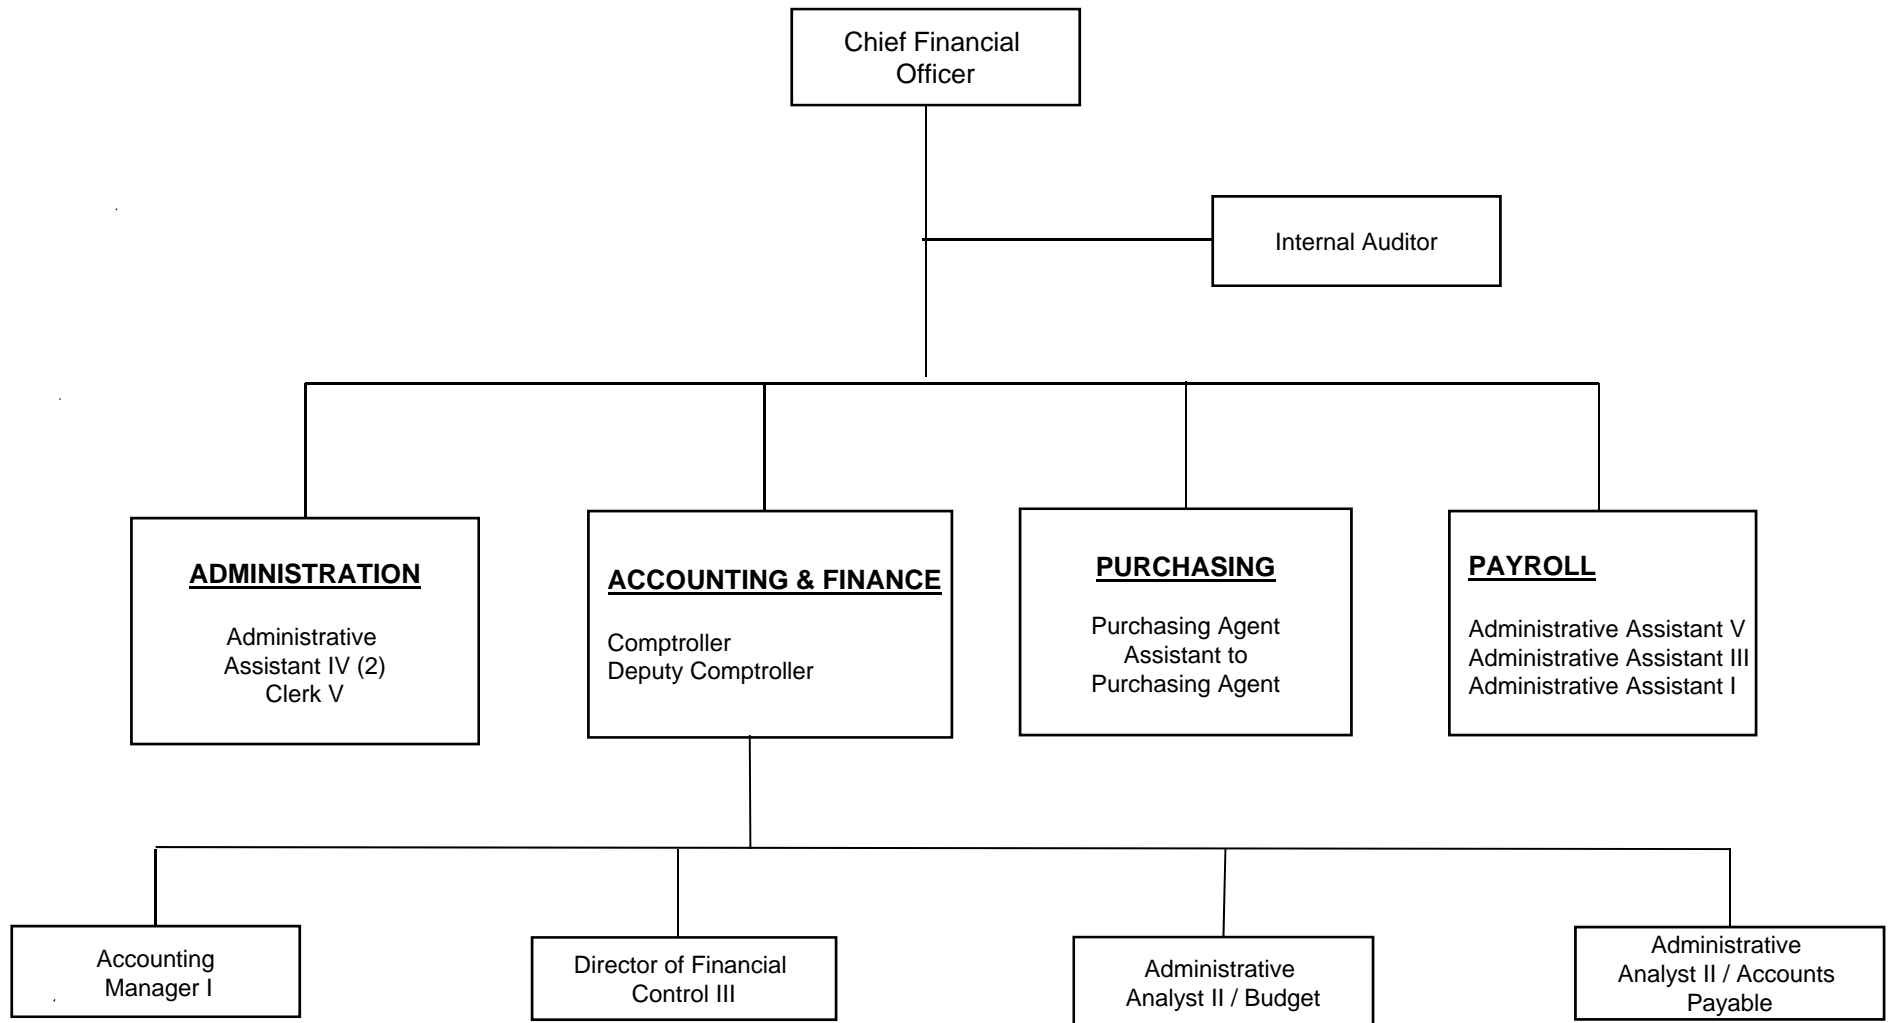 Chief Financial
Officer
Internal Auditor
ADMINISTRATION
Administrative
Assistant IV (2)
Clerk V
ACCOUNTING & FINANCE
Comptroller
Deputy Comptroller
PURCHASING
Purchasing Agent
Assistant to
Purchasing Agent
PAYROLL
Administrative Assistant V
Administrative Assistant III
Administrative Assistant I
Accounting
Manager I
Director of Financial
Control III
Administrative
Analyst II / Budget
Administrative
Analyst II / Accounts
Payable